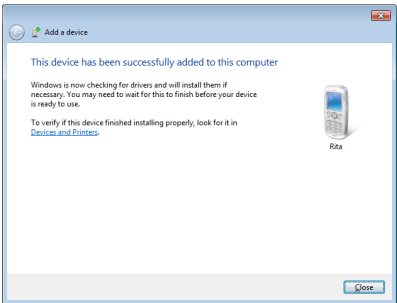 Add a device
This device has been successfully added to this computer
Windows is now checking for drivers and will install them if
necessary. You may need to wait for this to finish before your device
is ready to use.
To verify if this device finished installing properly, look for it in
Devices and Printers.
Rita
Close